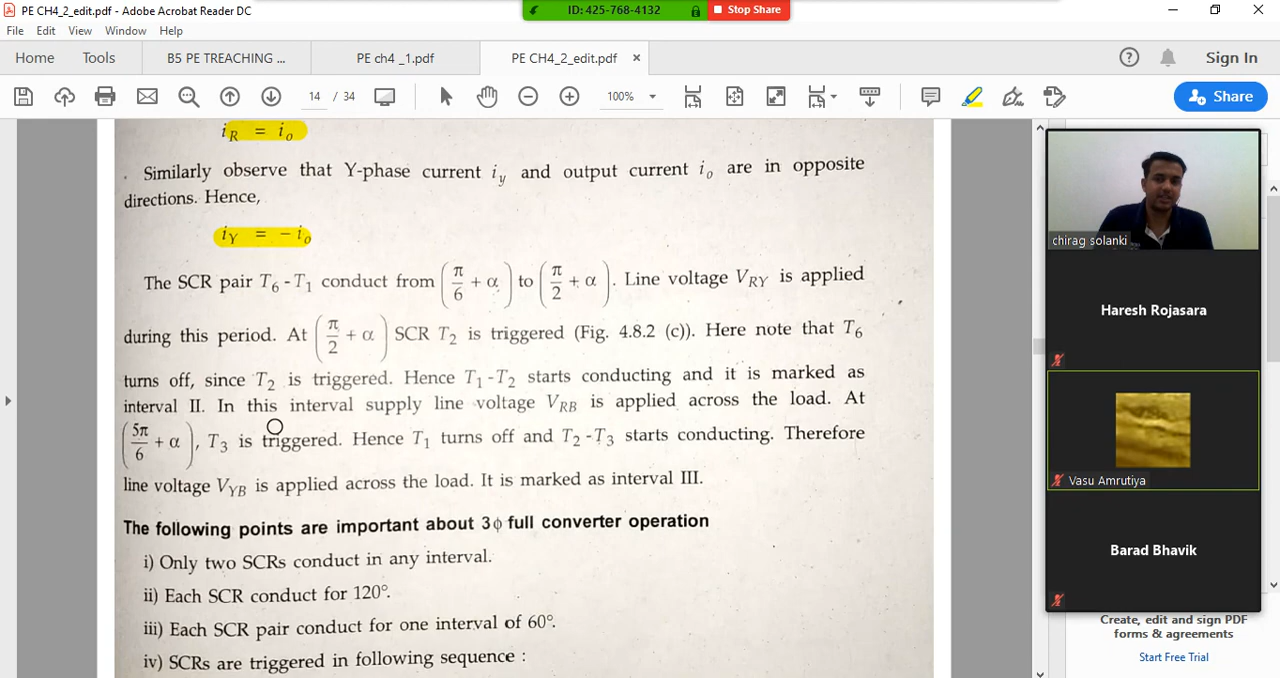 PE CH4_2_edit.pdf - Adobe Acrobat Reader DC
ID: 425-768-4132
Stop Share
File Edit View Window Help
Home Tools B5 PE TREACHING ... PE ch4 _1.pdf PE CH4_2_edit.pdf × Sign In
14 / 34 100% Share
i_R = i_o
Similarly observe that Y-phase current i_y and output current i_o are in opposite
directions. Hence,
i_Y = − i_o
The SCR pair T_6 - T_1 conduct from (π/6 + α) to (π/2 + α). Line voltage V_RY is applied
during this period. At (π/2 + α) SCR T_2 is triggered (Fig. 4.8.2 (c)). Here note that T_6
turns off, since T_2 is triggered. Hence T_1 - T_2 starts conducting and it is marked as
interval II. In this interval supply line voltage V_RB is applied across the load. At
(5π/6 + α), T_3 is triggered. Hence T_1 turns off and T_2 - T_3 starts conducting. Therefore
line voltage V_YB is applied across the load. It is marked as interval III.
The following points are important about 3ϕ full converter operation
i) Only two SCRs conduct in any interval.
ii) Each SCR conduct for 120°.
iii) Each SCR pair conduct for one interval of 60°.
iv) SCRs are triggered in following sequence :
chirag solanki
Haresh Rojasara
Vasu Amrutiya
Barad Bhavik
Create, edit and sign PDF
forms & agreements
Start Free Trial